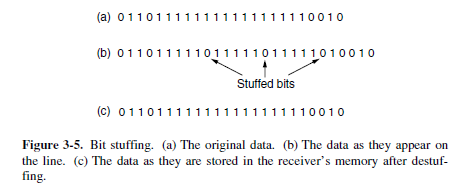 (a) 0 1 1 0 1 1 1 1 1 1 1 1 1 1 1 1 1 1 1 1 0 0 1 0
(b) 0 1 1 0 1 1 1 1 1 0 1 1 1 1 1 0 1 1 1 1 1 0 1 0 0 1 0
Stuffed bits
(c) 0 1 1 0 1 1 1 1 1 1 1 1 1 1 1 1 1 1 1 1 0 0 1 0
Figure 3-5. Bit stuffing. (a) The original data. (b) The data as they appear on
the line. (c) The data as they are stored in the receiver's memory after destuf-
fing.